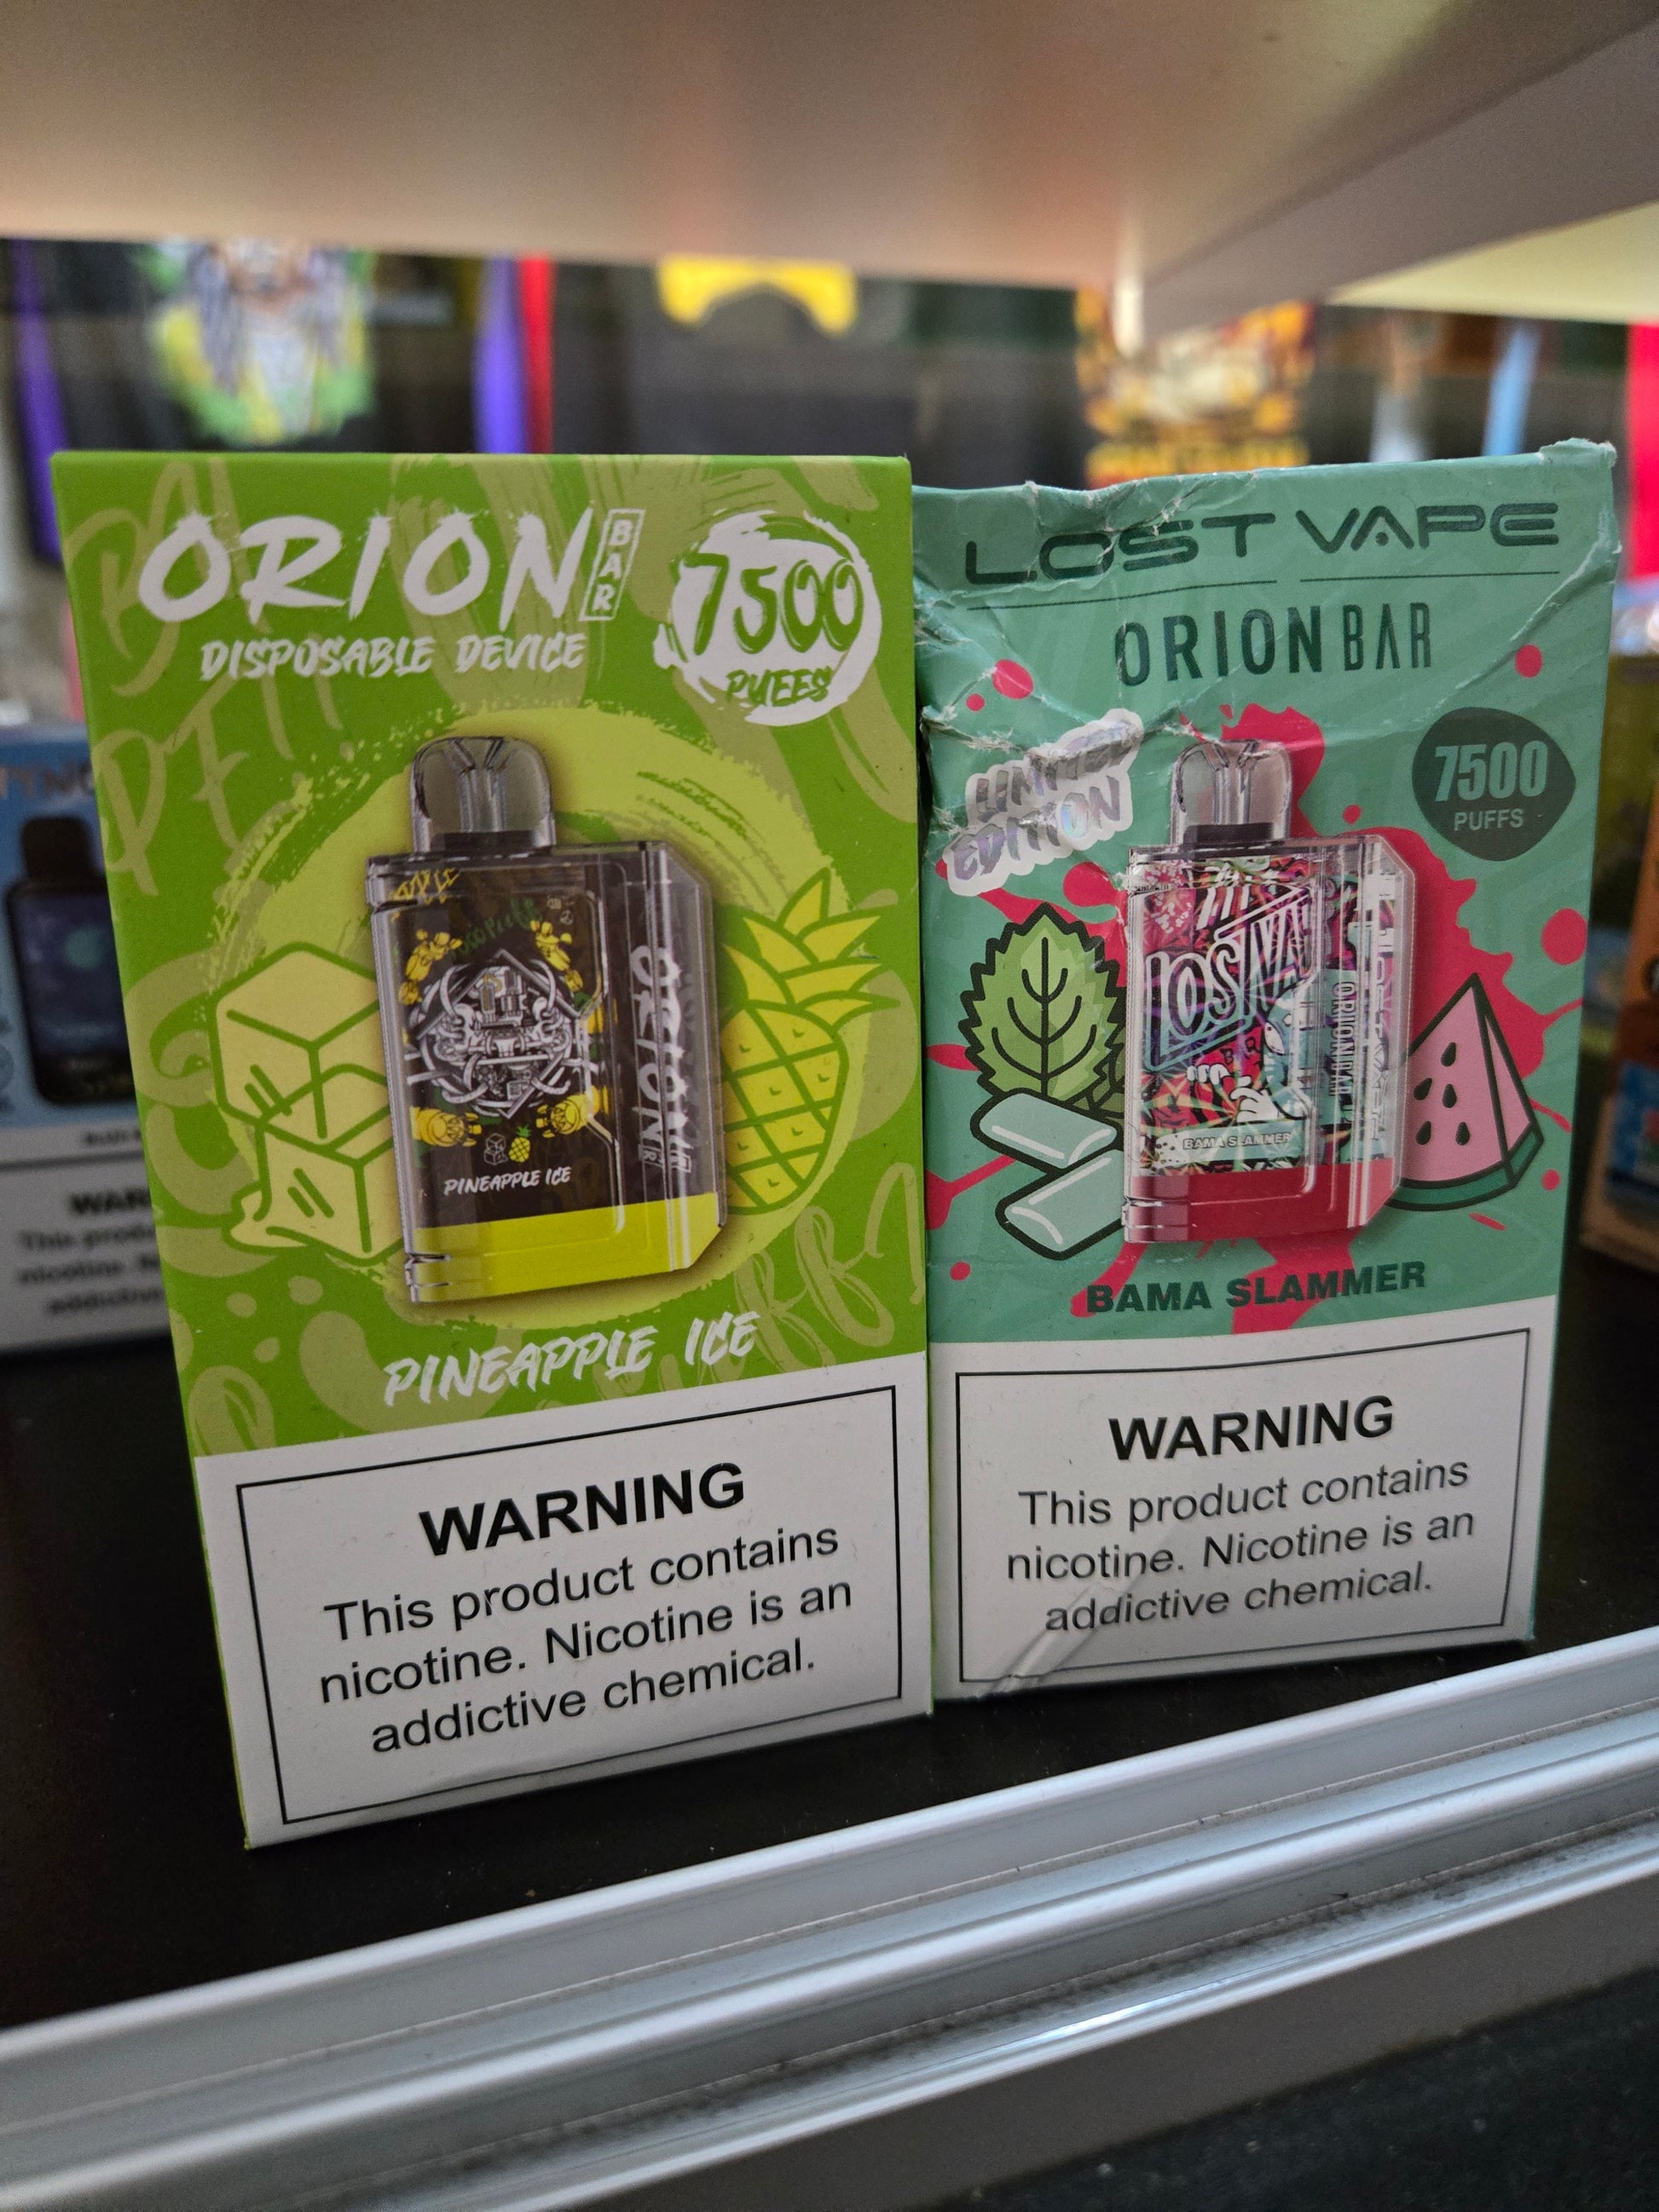 ORION BAR
DISPOSABLE DEVICE
7500
PUFFS
ORION
PINEAPPLE ICE
PINEAPPLE ICE
WARNING
This product contains
nicotine. Nicotine is an
addictive chemical.
LOST VAPE
ORION BAR
LIMITED
EDITION
7500
PUFFS
BAMA SLAMMER
BAMA SLAMMER
WARNING
This product contains
nicotine. Nicotine is an
addictive chemical.